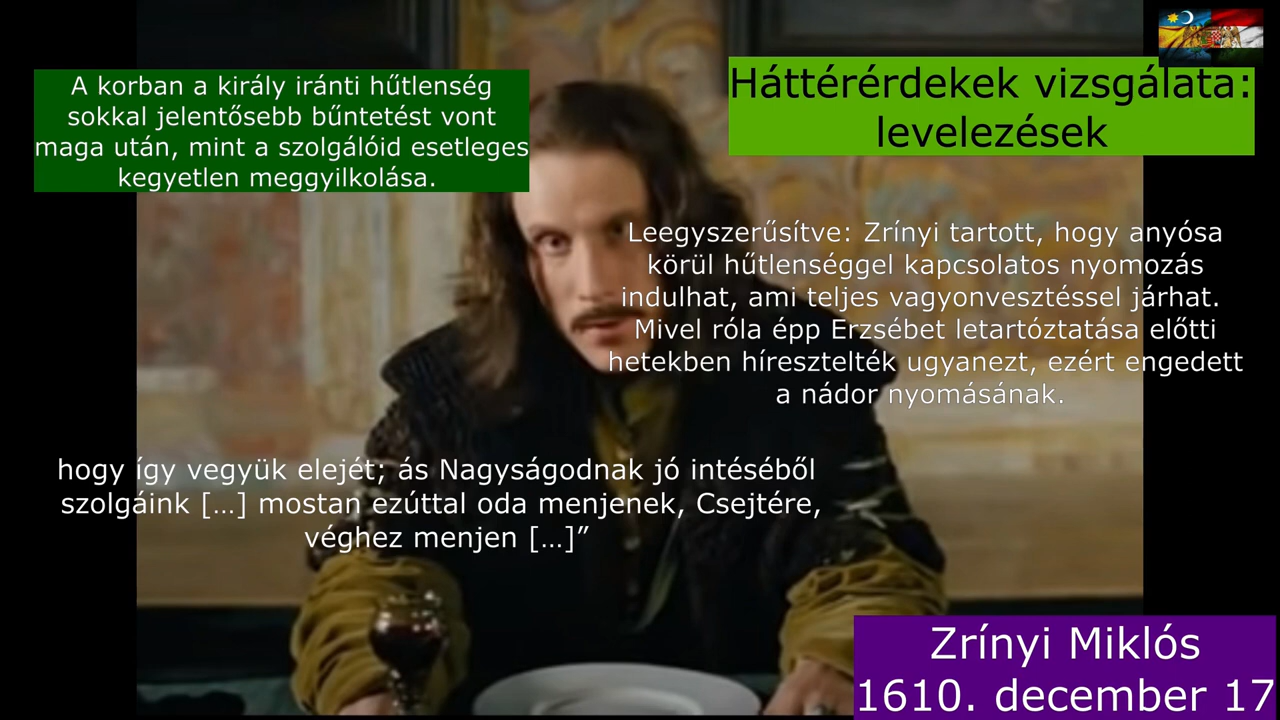 A korban a király iránti hűtlenség
sokkal jelentősebb bűntetést vont
maga után, mint a szolgálóid esetleges
kegyetlen meggyilkolása.
Háttérérdekek vizsgálata:
levelezések
Leegyszerűsítve: Zrínyi tartott, hogy anyósa
körül hűtlenséggel kapcsolatos nyomozás
indulhat, ami teljes vagyonvesztéssel járhat.
Mivel róla épp Erzsébet letartóztatása előtti
hetekben híresztelték ugyanezt, ezért engedett
a nádor nyomásának.
hogy így vegyük elejét; ás Nagyságodnak jó intéséből
szolgáink […] mostan ezúttal oda menjenek, Csejtére,
véghez menjen […]”
Zrínyi Miklós
1610. december 17